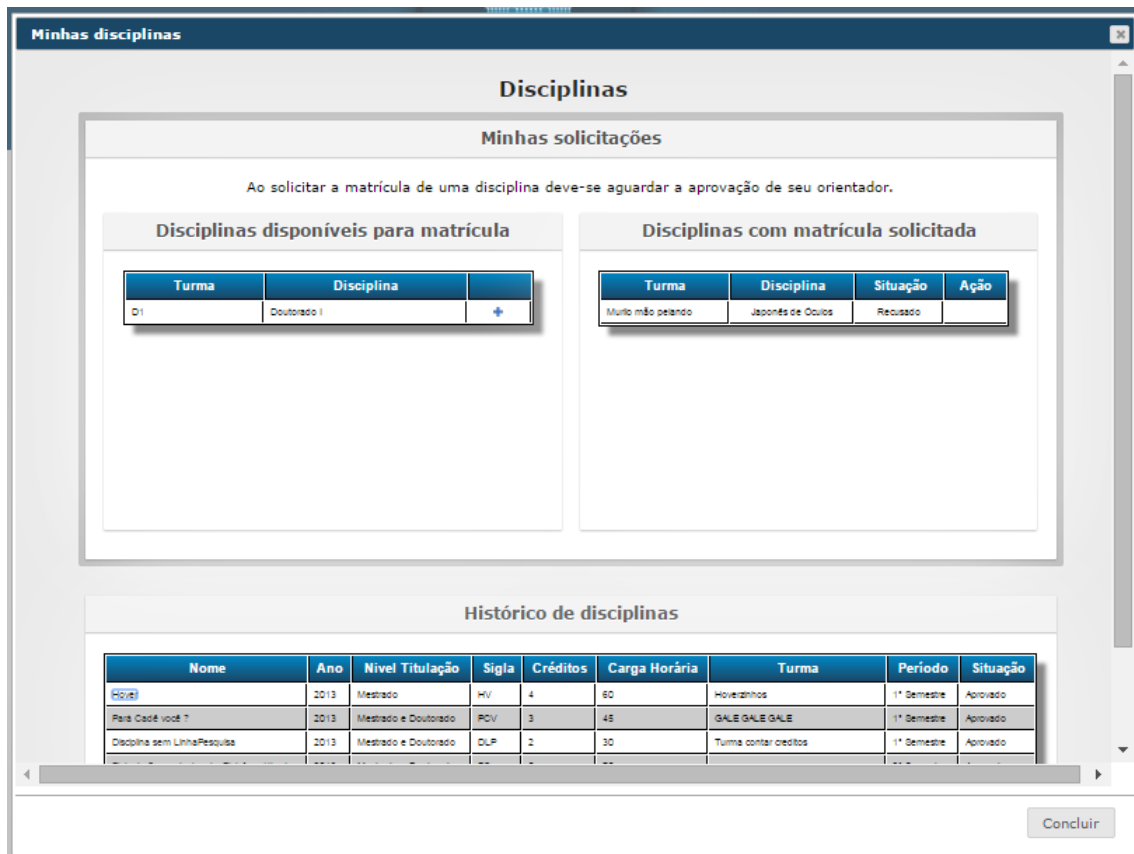 Minhas disciplinas
Disciplinas
Minhas solicitações
Ao solicitar a matrícula de uma disciplina deve-se aguardar a aprovação de seu orientador.
Disciplinas disponíveis para matrícula
Turma Disciplina
D1 Doutorado I
Disciplinas com matrícula solicitada
Turma Disciplina Situação Ação
Murilo mão pelando Japonês de Oculos Recusado
Histórico de disciplinas
Nome Ano Nivel Titulação Sigla Créditos Carga Horária Turma Período Situação
Hover 2013 Mestrado HV 4 60 Hoverzinhos 1° Semestre Aprovado
Pará Cadê você ? 2013 Mestrado e Doutorado PCV 3 45 GALE GALE GALE 1° Semestre Aprovado
Disciplina sem LinhaPesquisa 2013 Mestrado e Doutorado DLP 2 30 Turma contar creditos 1° Semestre Aprovado
Concluir